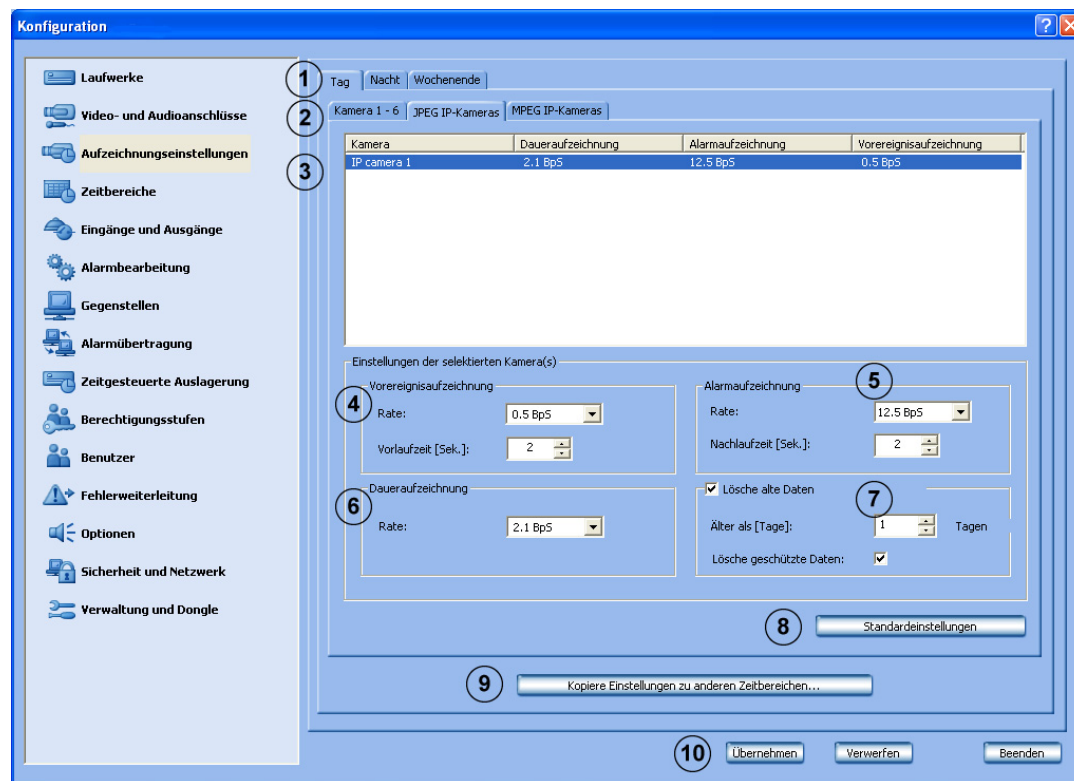 Konfiguration
Laufwerke
Video- und Audioanschlüsse
Aufzeichnungseinstellungen
Zeitbereiche
Eingänge und Ausgänge
Alarmbearbeitung
Gegenstellen
Alarmübertragung
Zeitgesteuerte Auslagerung
Berechtigungsstufen
Benutzer
Fehlerweiterleitung
Optionen
Sicherheit und Netzwerk
Verwaltung und Dongle
1 Tag Nacht Wochenende
2 Kamera 1 - 6 JPEG IP-Kameras MPEG IP-Kameras
Kamera Daueraufzeichnung Alarmaufzeichnung Vorereignisaufzeichnung
3 IP camera 1 2.1 BpS 12.5 BpS 0.5 BpS
Einstellungen der selektierten Kamera(s)
4 Vorereignisaufzeichnung
Rate: 0.5 BpS
Vorlaufzeit [Sek.]: 2
5 Alarmaufzeichnung
Rate: 12.5 BpS
Nachlaufzeit [Sek.]: 2
6 Daueraufzeichnung
Rate: 2.1 BpS
7 Lösche alte Daten
Älter als [Tage]: 1 Tagen
Lösche geschützte Daten:
8 Standardeinstellungen
9 Kopiere Einstellungen zu anderen Zeitbereichen...
10 Übernehmen Verwerfen Beenden